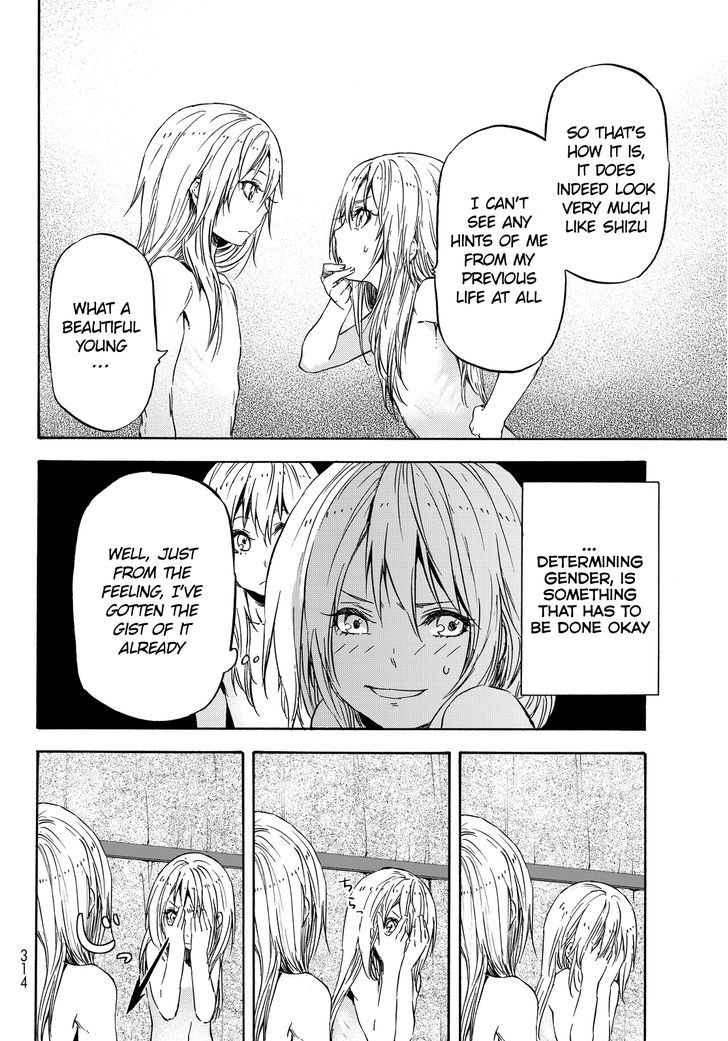 SO THAT'S
HOW IT IS,
IT DOES
INDEED LOOK
VERY MUCH
LIKE SHIZU
I CAN'T
SEE ANY
HINTS OF ME
FROM MY
PREVIOUS
LIFE AT ALL
WHAT A
BEAUTIFUL
YOUNG
...
...
DETERMINING
GENDER, IS
SOMETHING
THAT HAS TO
BE DONE OKAY
WELL, JUST
FROM THE
FEELING, I'VE
GOTTEN THE
GIST OF IT
ALREADY
314